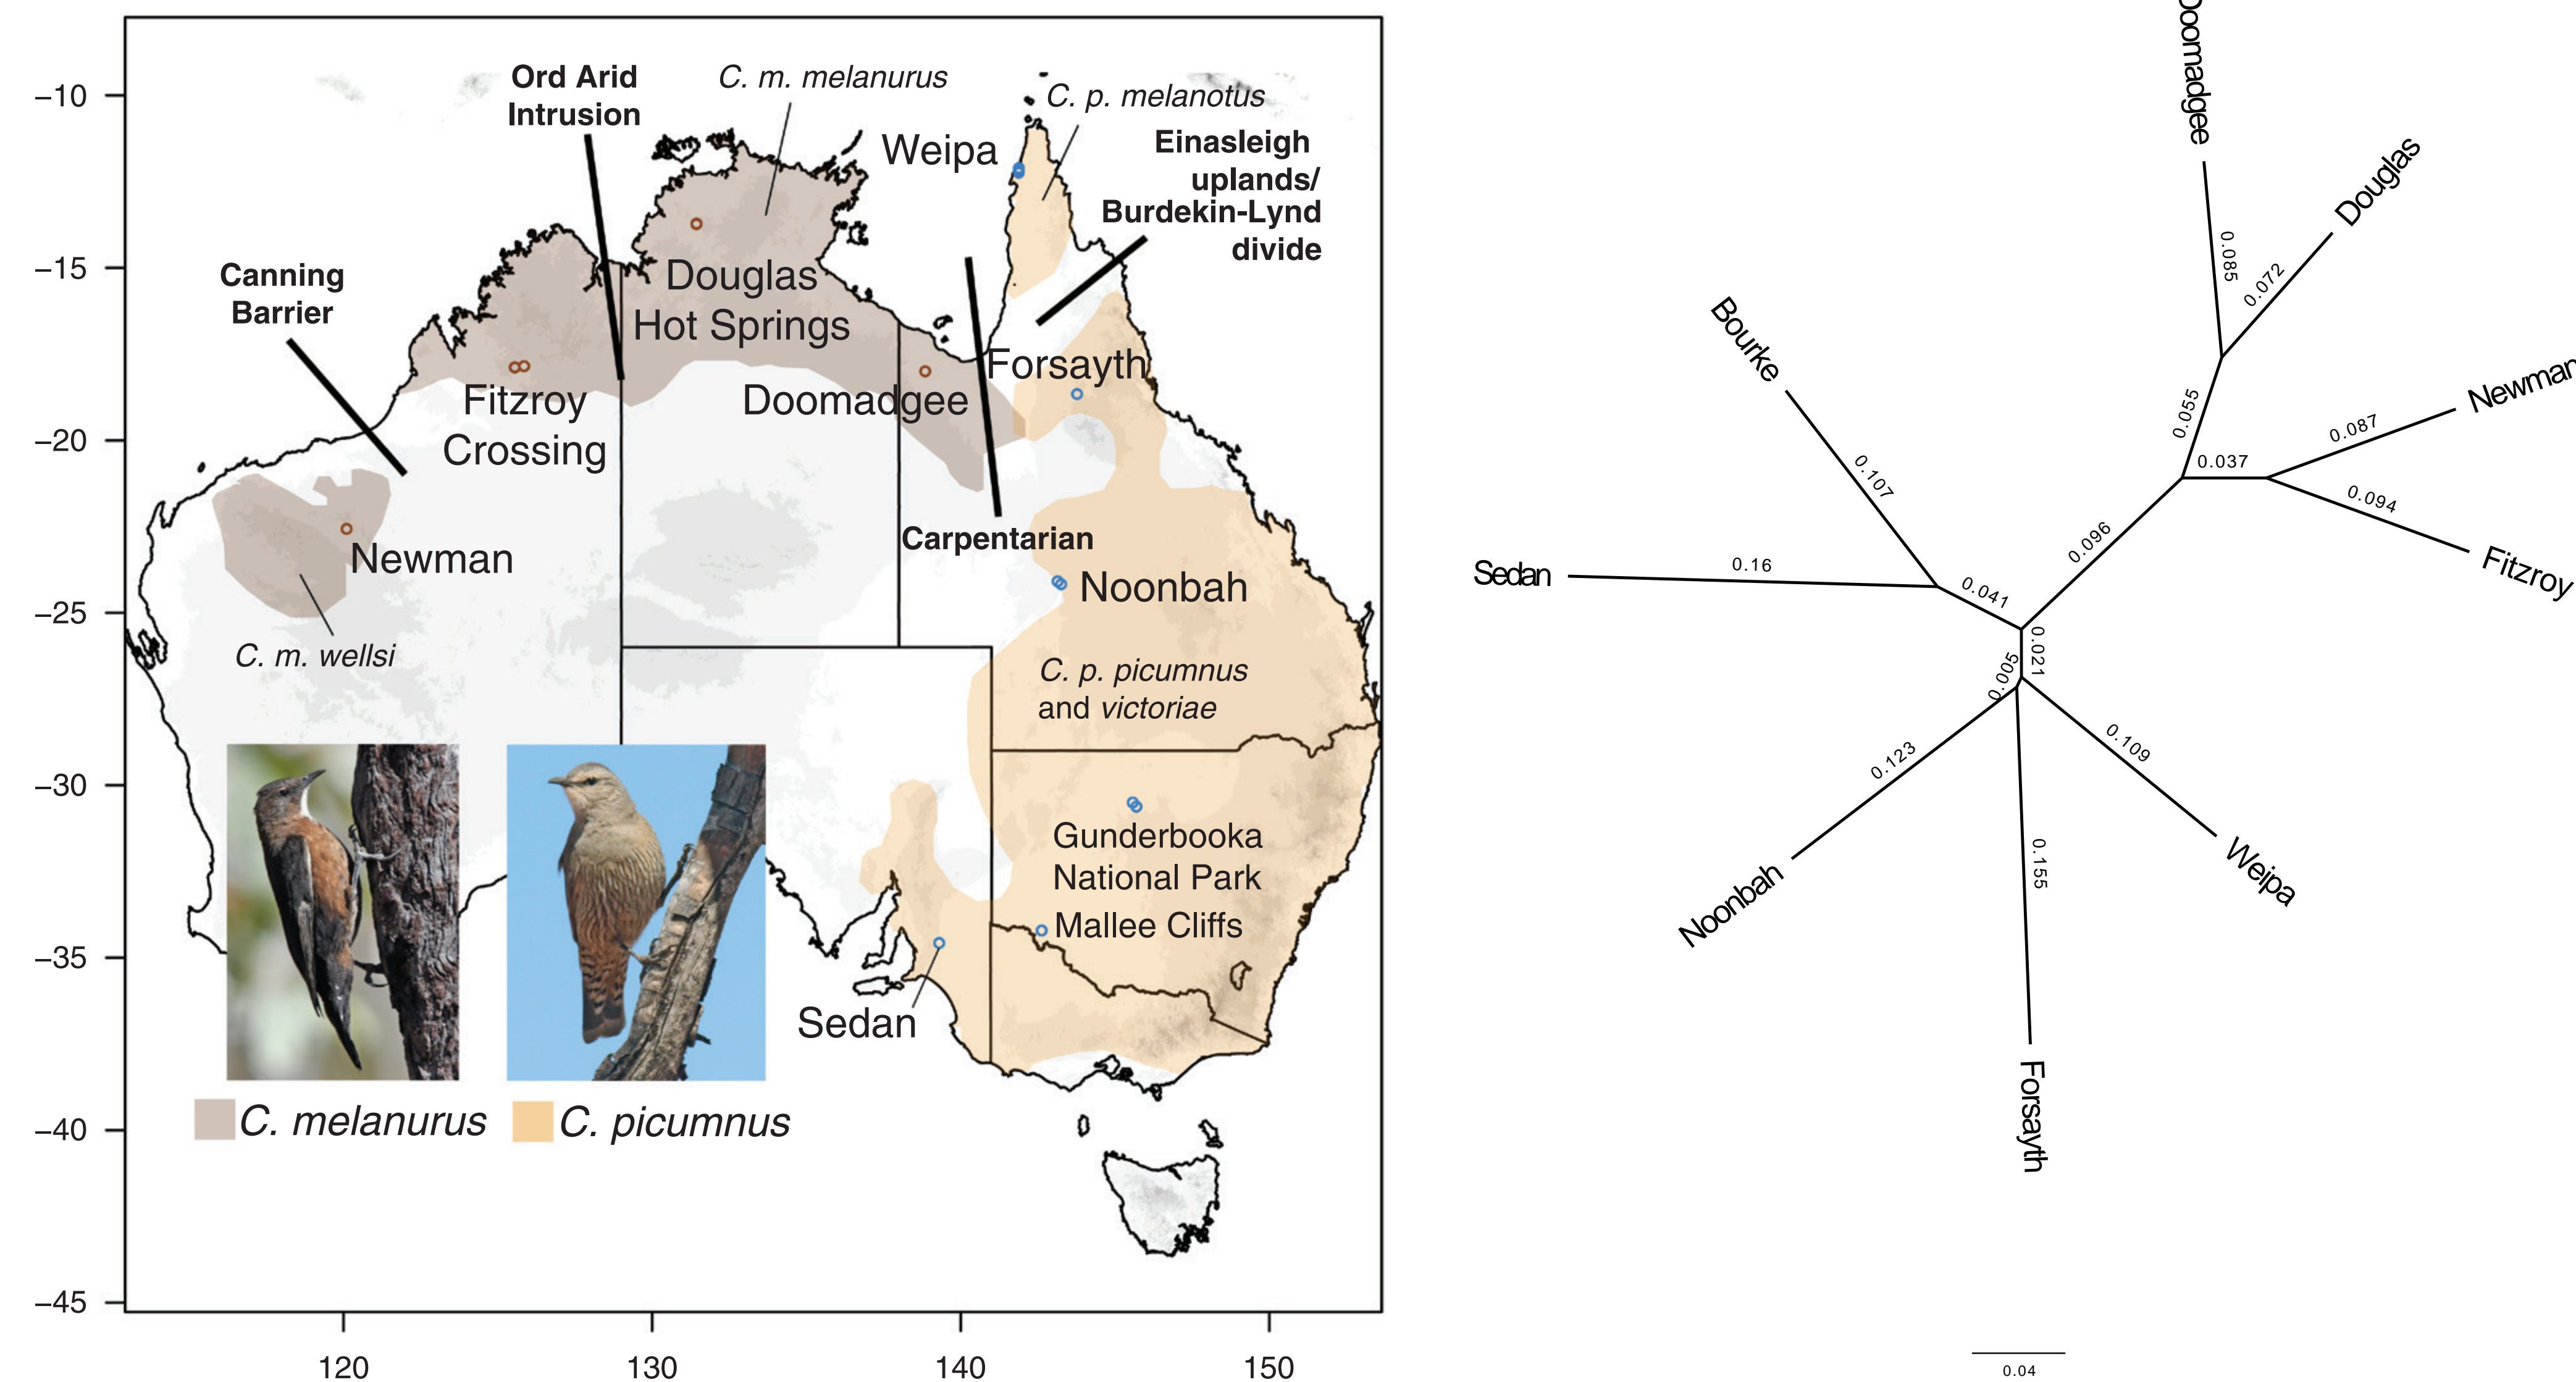 −10
−15
−20
−25
−30
−35
−40
−45
120
130
140
150
Ord Arid
Intrusion
C. m. melanurus
C. p. melanotus
Weipa
Einasleigh
uplands/
Burdekin-Lynd
divide
Canning
Barrier
Douglas
Hot Springs
Forsayth
Fitzroy
Crossing
Doomadgee
Carpentarian
Newman
Noonbah
C. m. wellsi
C. p. picumnus
and victoriae
Gunderbooka
National Park
Mallee Cliffs
Sedan
C. melanurus
C. picumnus
Doomadgee
0.085
Douglas
0.072
0.055
Newman
0.087
0.037
0.094
Fitzroy
0.096
Bourke
0.107
Sedan
0.16
0.041
0.021
0.005
0.123
Noonbah
0.155
Forsayth
0.109
Weipa
0.04